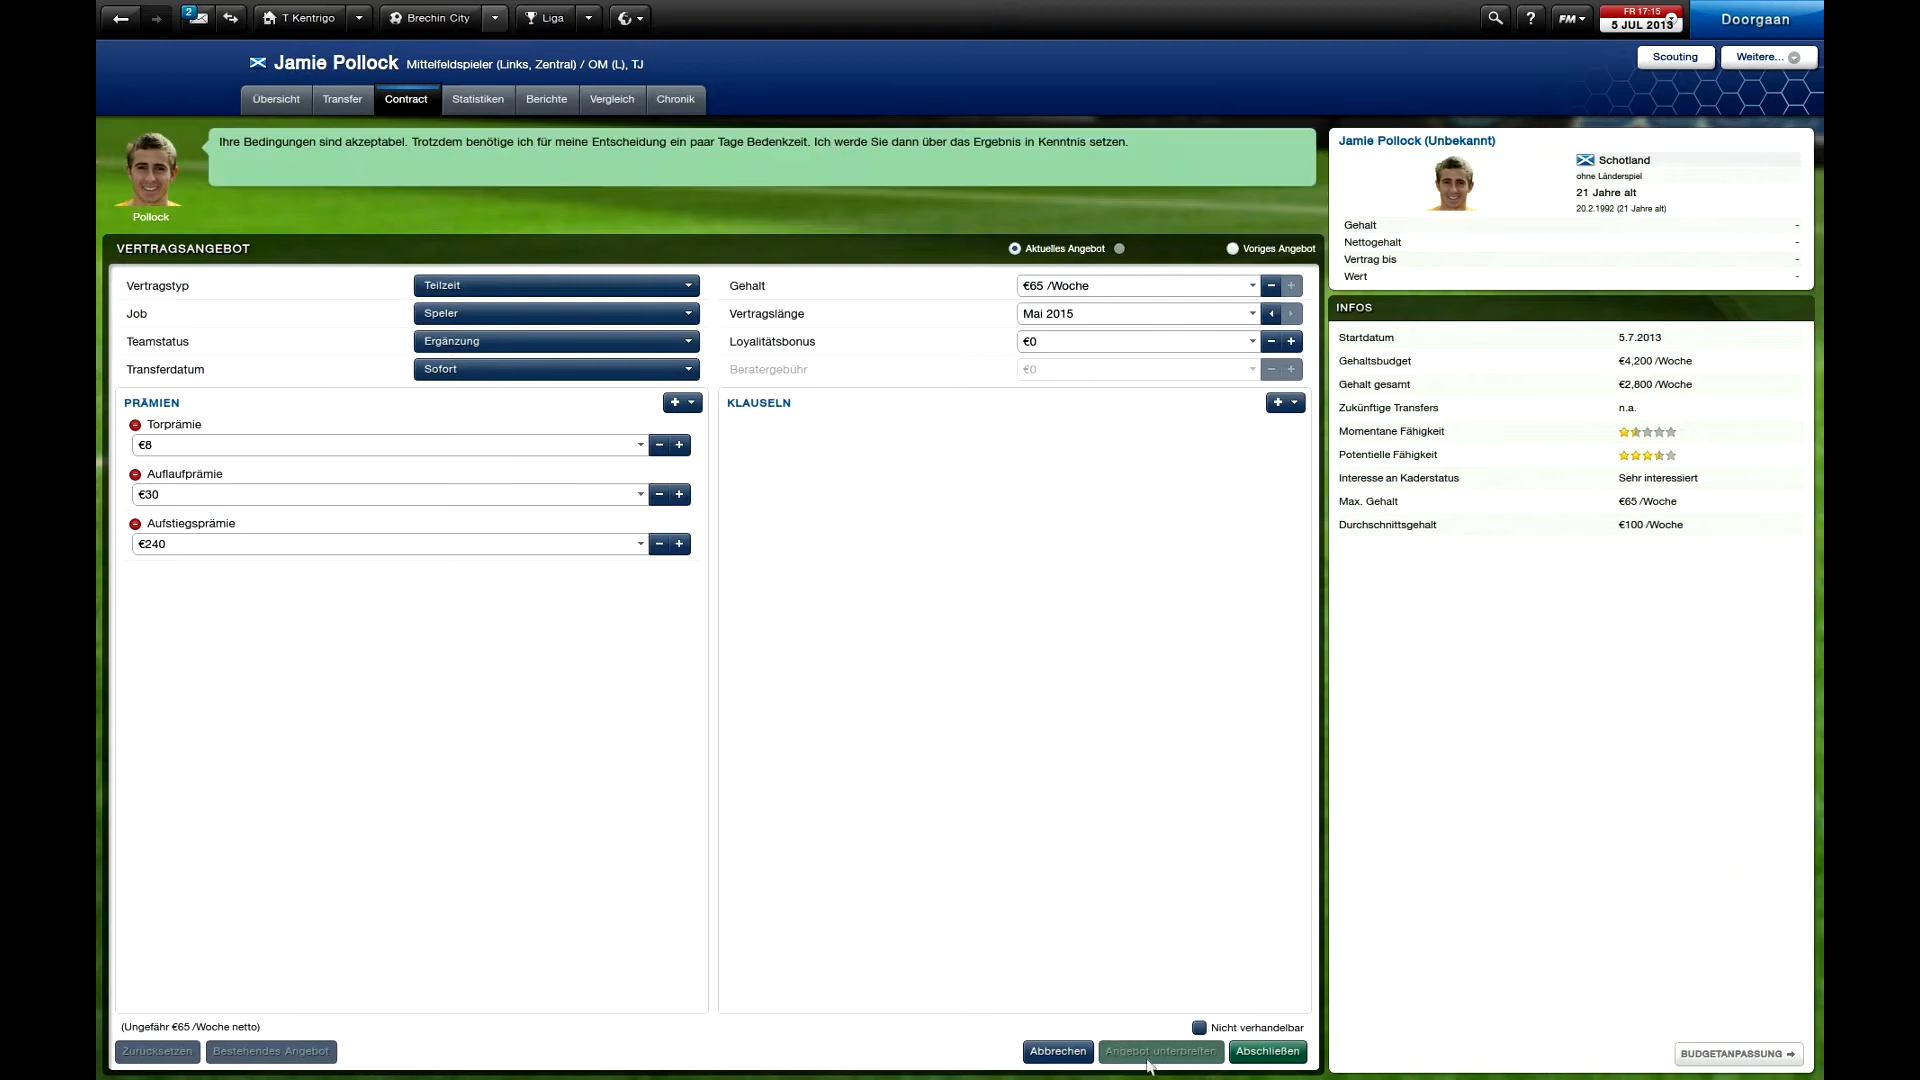 2
T Kentrigo
Brechin City
Liga
?
FM
FR 17:15
5 JUL 2013
Doorgaan
Jamie Pollock Mittelfeldspieler (Links, Zentral) / OM (L), TJ
Scouting
Weitere...
Übersicht
Transfer
Contract
Statistiken
Berichte
Vergleich
Chronik
Ihre Bedingungen sind akzeptabel. Trotzdem benötige ich für meine Entscheidung ein paar Tage Bedenkzeit. Ich werde Sie dann über das Ergebnis in Kenntnis setzen.
Pollock
VERTRAGSANGEBOT
Aktuelles Angebot
Voriges Angebot
Vertragstyp
Teilzeit
Job
Speler
Teamstatus
Ergänzung
Transferdatum
Sofort
Gehalt
€65 /Woche
Vertragslänge
Mai 2015
Loyalitätsbonus
€0
Beratergebühr
€0
PRÄMIEN
Torprämie
€8
Auflaufprämie
€30
Aufstiegsprämie
€240
KLAUSELN
(Ungefähr €65 /Woche netto)
Nicht verhandelbar
Zurücksetzen
Bestehendes Angebot
Abbrechen
Angebot unterbreiten
Abschließen
Jamie Pollock (Unbekannt)
Schotland
ohne Länderspiel
21 Jahre alt
20.2.1992 (21 Jahre alt)
Gehalt -
Nettogehalt -
Vertrag bis -
Wert -
INFOS
Startdatum 5.7.2013
Gehaltsbudget €4,200 /Woche
Gehalt gesamt €2,800 /Woche
Zukünftige Transfers n.a.
Momentane Fähigkeit
Potentielle Fähigkeit
Interesse an Kaderstatus Sehr interessiert
Max. Gehalt €65 /Woche
Durchschnittsgehalt €100 /Woche
BUDGETANPASSUNG